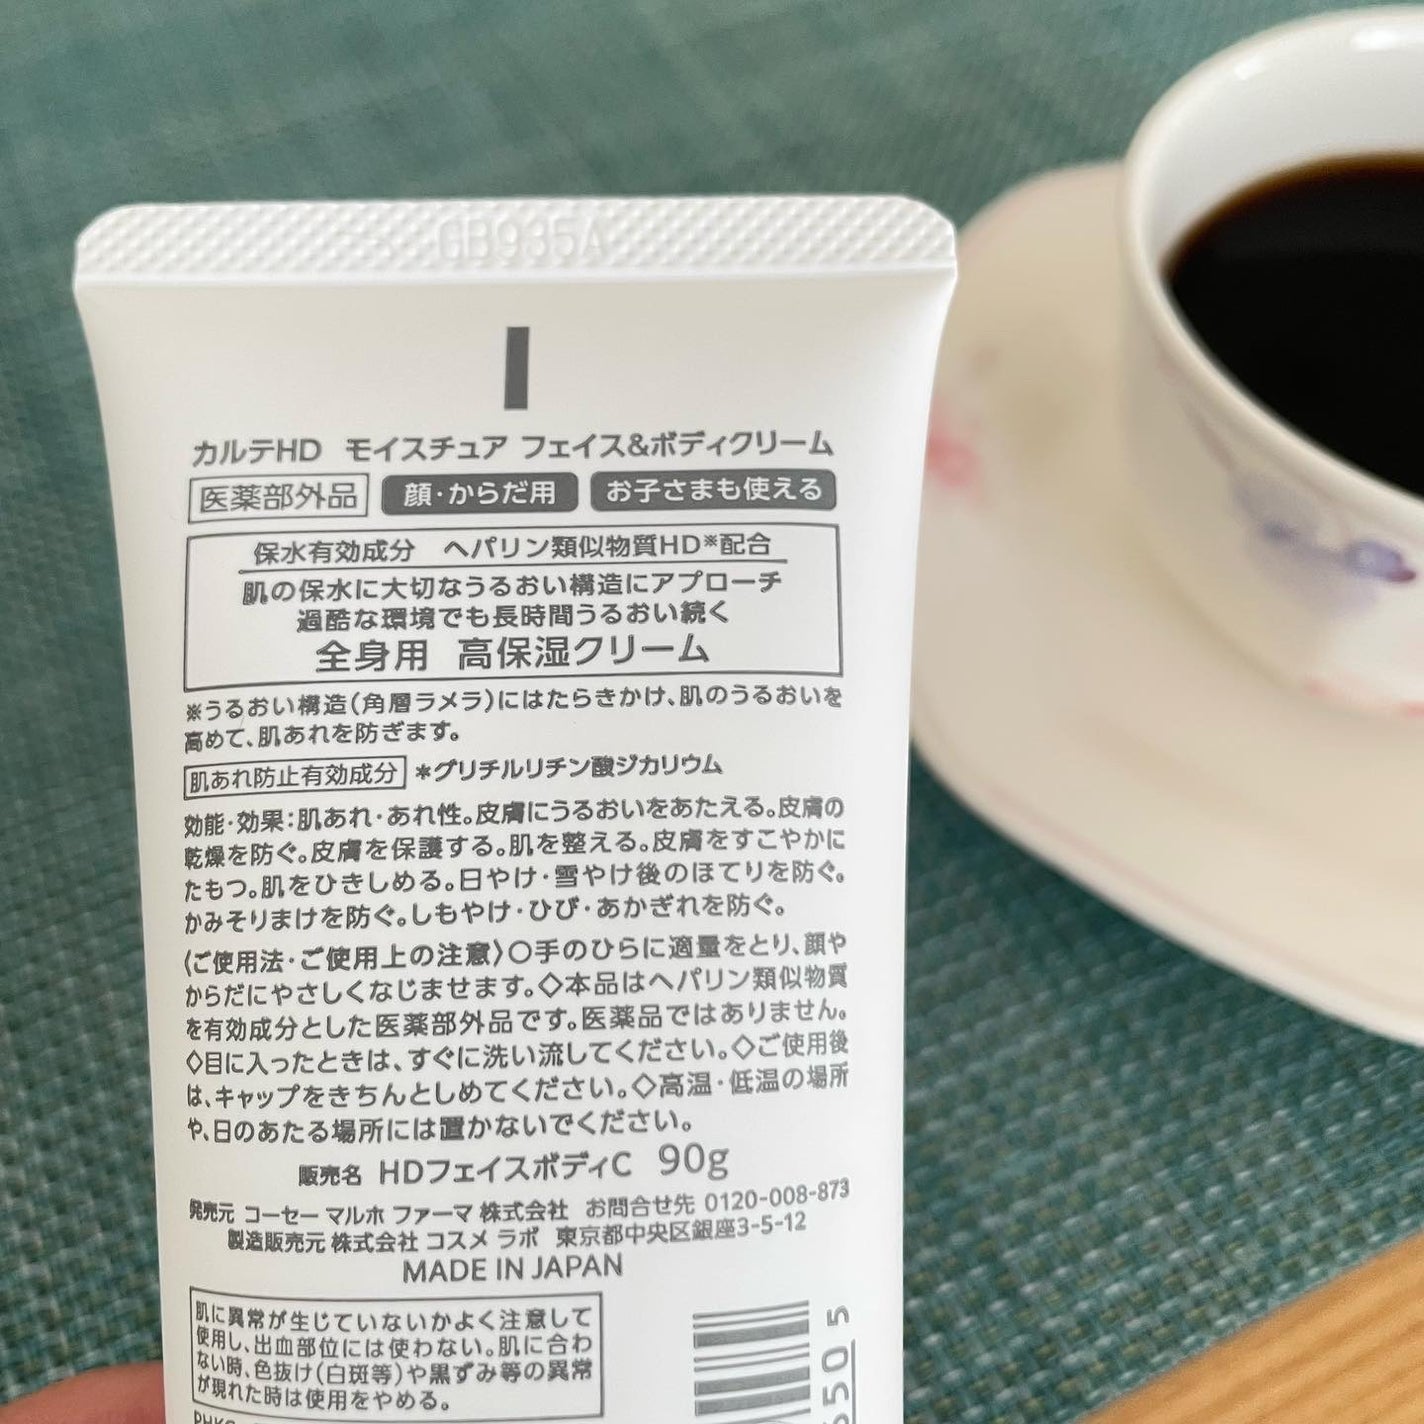 GB935A
カルテHD モイスチュア フェイス&ボディクリーム
医薬部外品 顔・からだ用 お子さまも使える
保水有効成分 ヘパリン類似物質HD※配合
肌の保水に大切なうるおい構造にアプローチ
過酷な環境でも長時間うるおい続く
全身用 高保湿クリーム
※うるおい構造(角層ラメラ)にはたらきかけ、肌のうるおいを
高めて、肌あれを防ぎます。
肌あれ防止有効成分 *グリチルリチン酸ジカリウム
効能・効果:肌あれ・あれ性。皮膚にうるおいをあたえる。皮膚の
乾燥を防ぐ。皮膚を保護する。肌を整える。皮膚をすこやかに
たもつ。肌をひきしめる。日やけ・雪やけ後のほてりを防ぐ。
かみそりまけを防ぐ。しもやけ・ひび・あかぎれを防ぐ。
〈ご使用法・ご使用上の注意〉○手のひらに適量をとり、顔や
からだにやさしくなじませます。◇本品はヘパリン類似物質
を有効成分とした医薬部外品です。医薬品ではありません。
◇目に入ったときは、すぐに洗い流してください。◇ご使用後
は、キャップをきちんとしめてください。◇高温・低温の場所
や、日のあたる場所には置かないでください。
販売名 HDフェイスボディC 90g
発売元 コーセー マルホ ファーマ 株式会社 お問合せ先 0120-008-873
製造販売元 株式会社 コスメ ラボ 東京都中央区銀座3-5-12
MADE IN JAPAN
肌に異常が生じていないかよく注意して
使用し、出血部位には使わない。肌に合わ
ない時、色抜け(白斑等)や黒ずみ等の異常
が現れた時は使用をやめる。